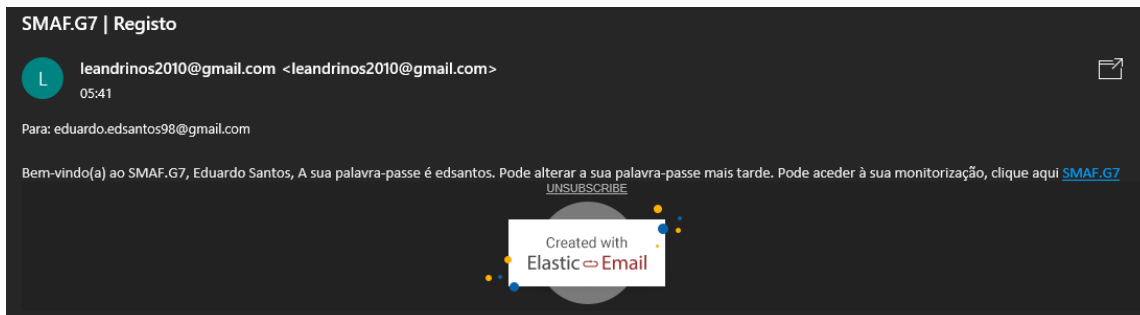 SMAF.G7 | Registo
L
leandrinos2010@gmail.com <leandrinos2010@gmail.com>
05:41
Para: eduardo.edsantos98@gmail.com
Bem-vindo(a) ao SMAF.G7, Eduardo Santos, A sua palavra-passe é edsantos. Pode alterar a sua palavra-passe mais tarde. Pode aceder à sua monitorização, clique aqui SMAF.G7
UNSUBSCRIBE
Created with
Elastic Email